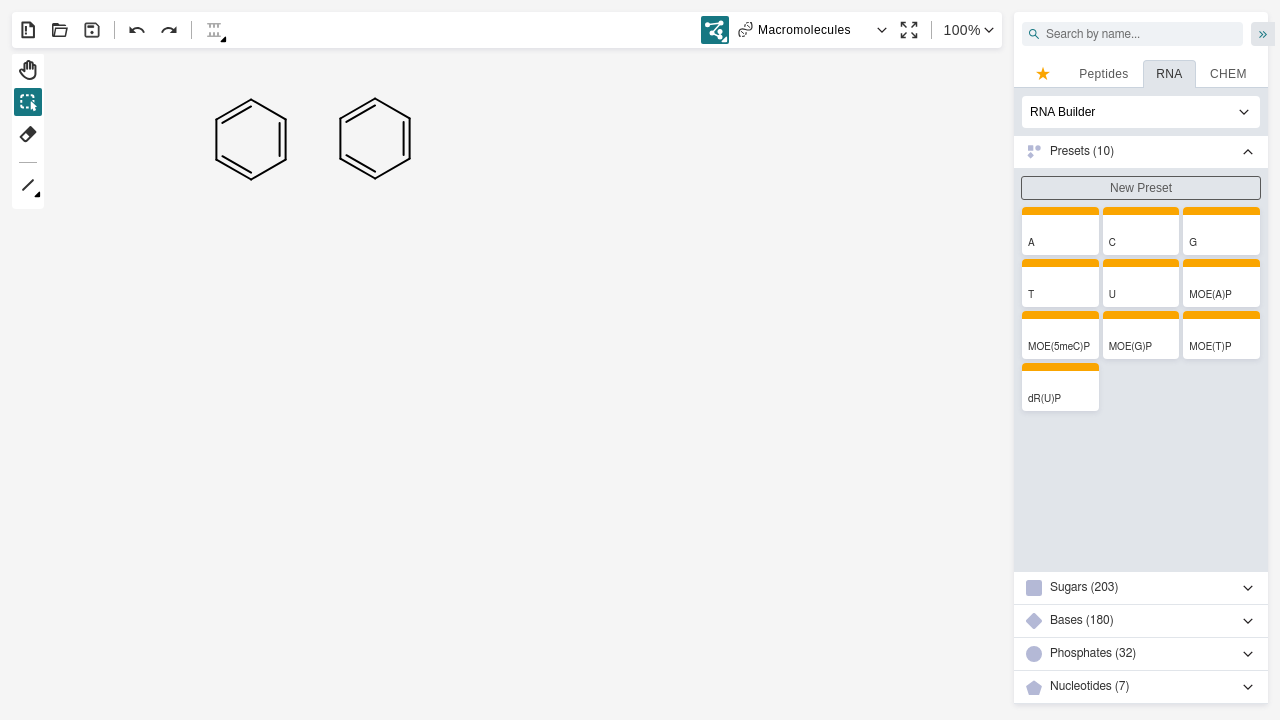 Macromolecules
100%
Search by name...
Peptides
RNA
CHEM
RNA Builder
Presets (10)
New Preset
A
C
G
T
U
MOE(A)P
MOE(5meC)P
MOE(G)P
MOE(T)P
dR(U)P
Sugars (203)
Bases (180)
Phosphates (32)
Nucleotides (7)